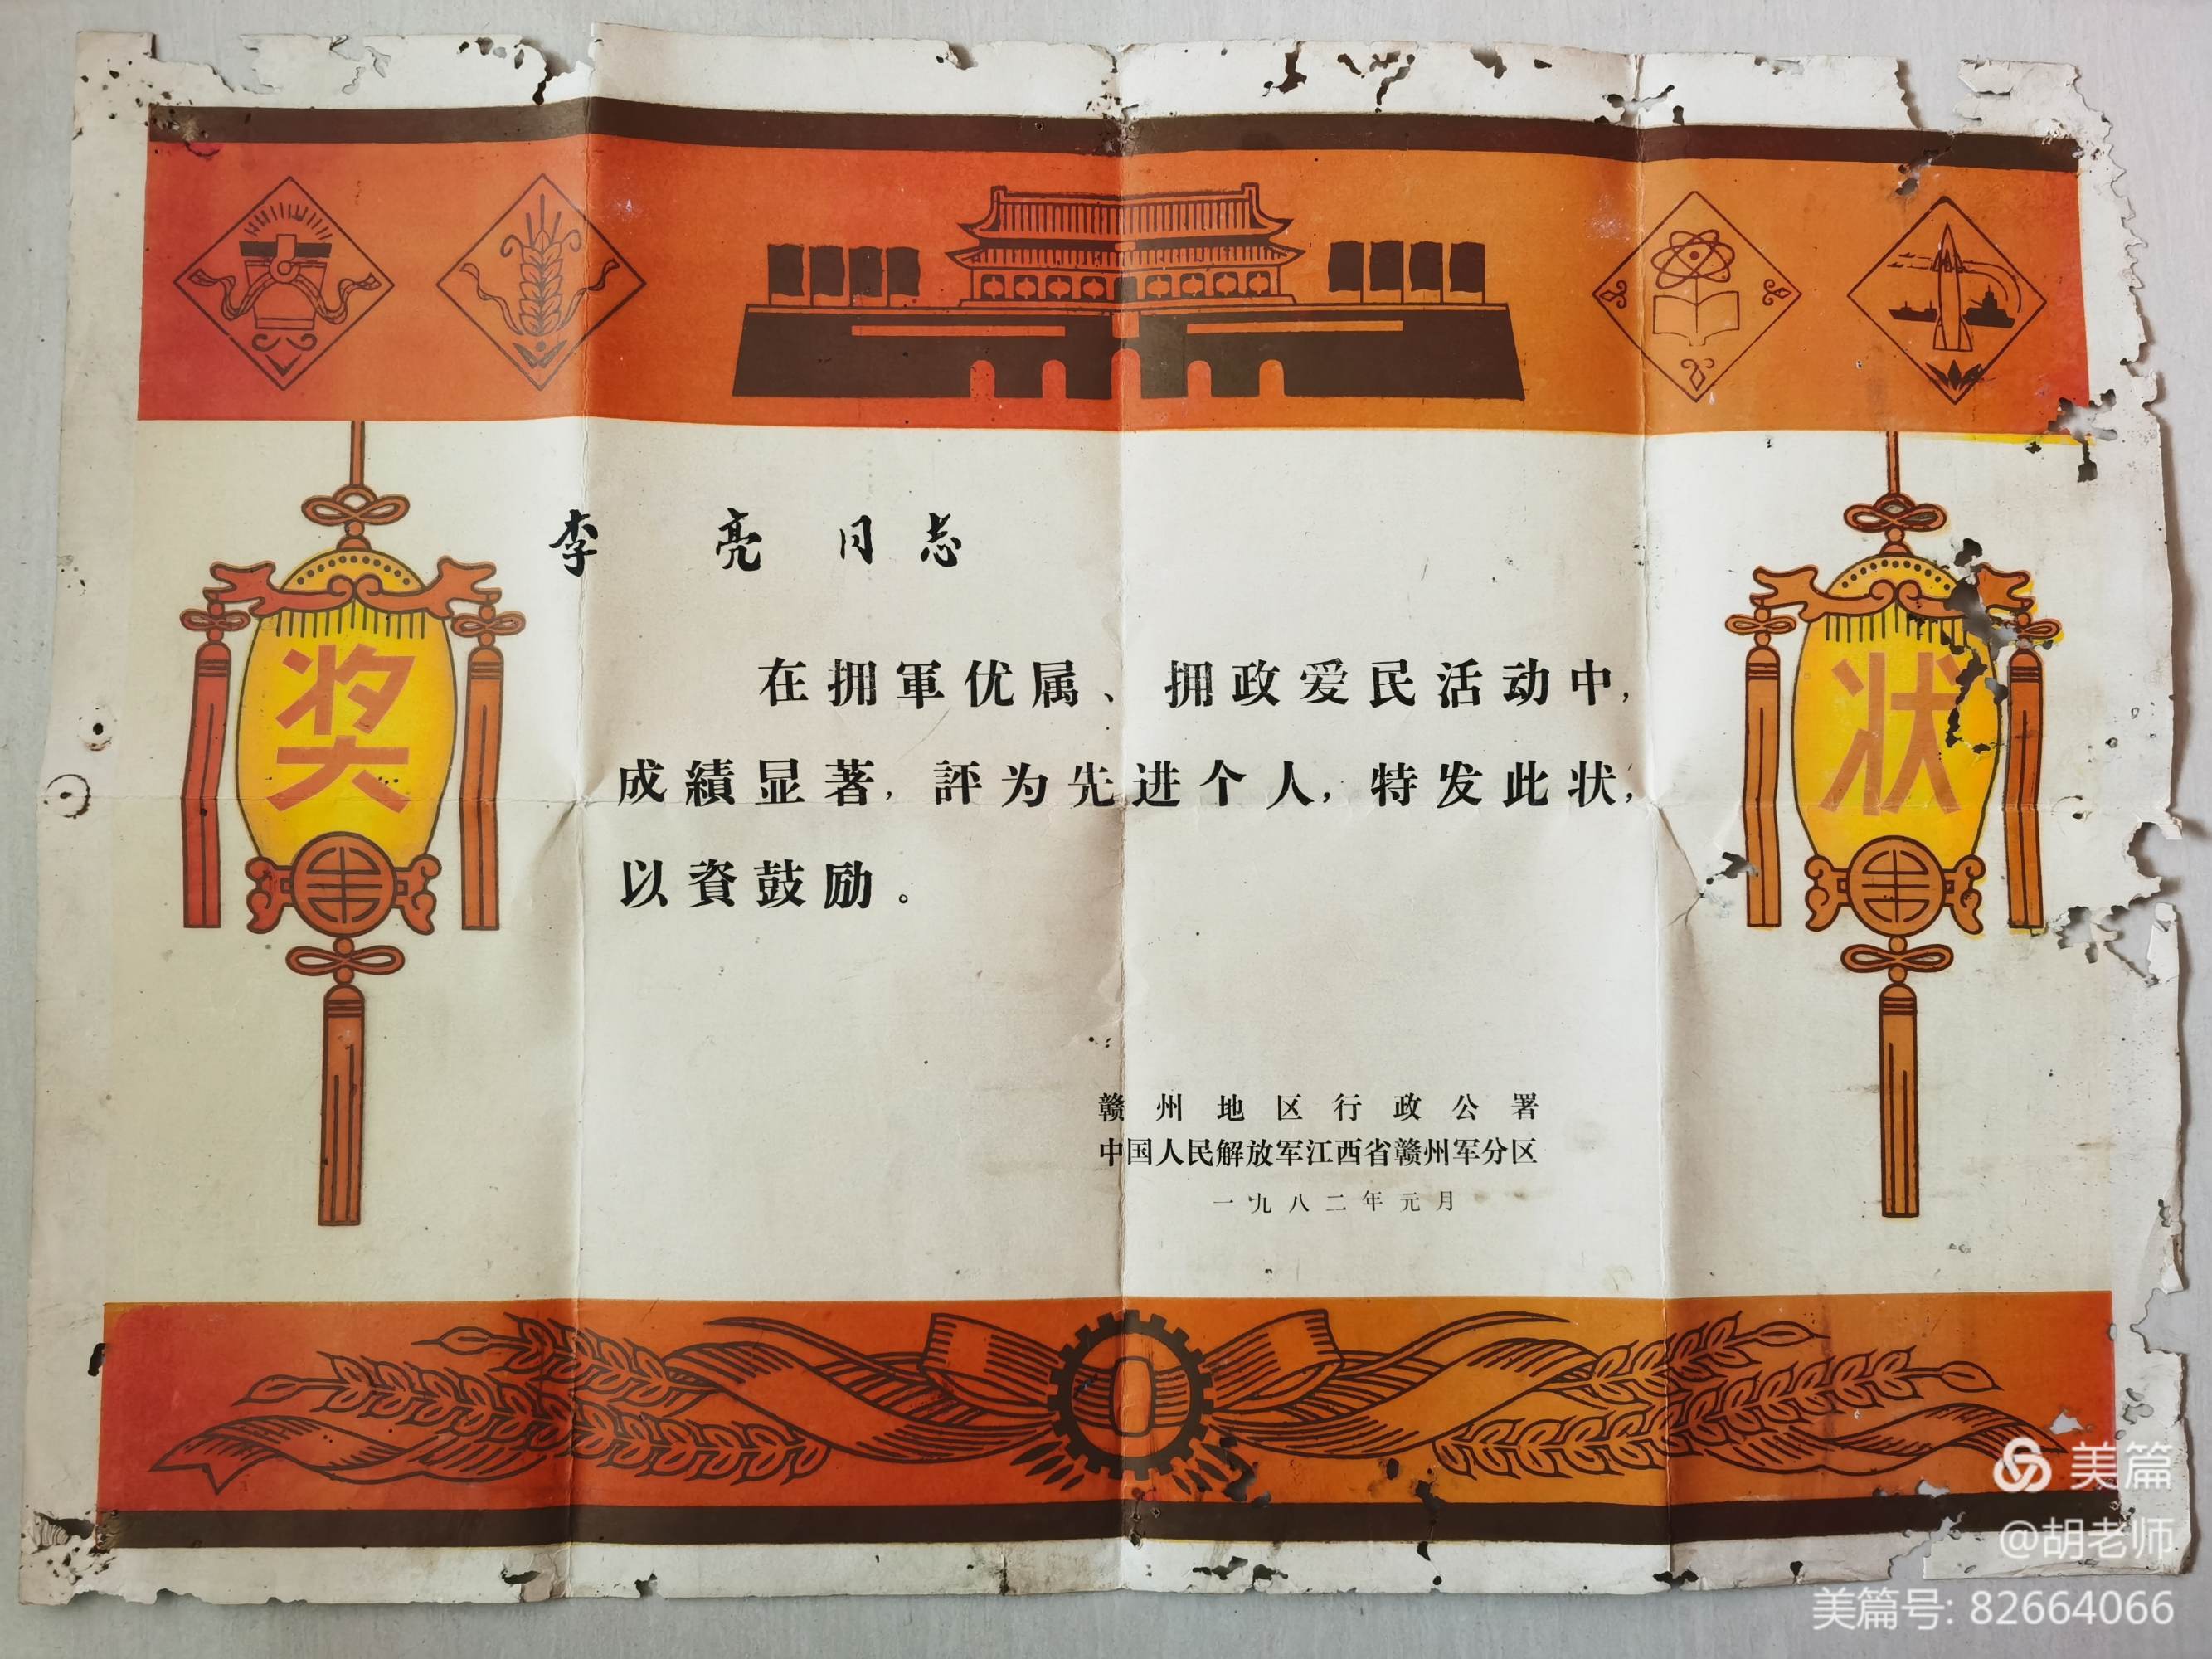 奖
状
李 亮 同志
在拥軍优属、拥政爱民活动中，
成績显著，評为先进个人，特发此状，
以資鼓励。
赣州地区行政公署
中国人民解放军江西省赣州军分区
一九八二年元月
美篇
@胡老师
美篇号: 82664066